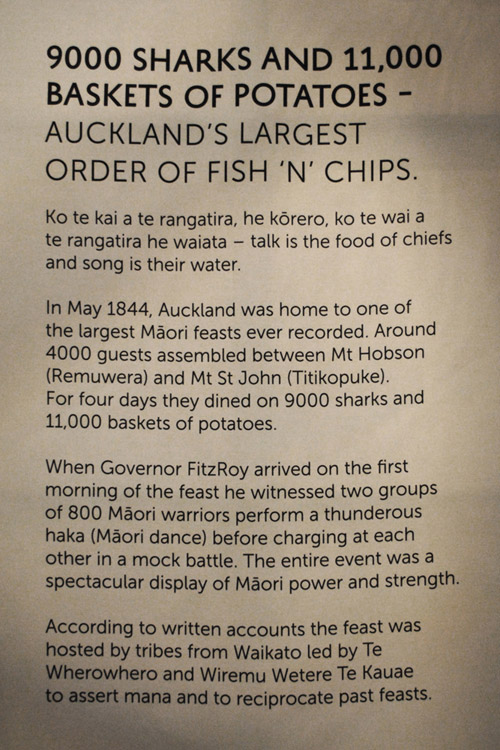 9000 SHARKS AND 11,000
BASKETS OF POTATOES –
AUCKLAND'S LARGEST
ORDER OF FISH 'N' CHIPS.
Ko te kai a te rangatira, he kōrero, ko te wai a
te rangatira he waiata – talk is the food of chiefs
and song is their water.
In May 1844, Auckland was home to one of
the largest Māori feasts ever recorded. Around
4000 guests assembled between Mt Hobson
(Remuwera) and Mt St John (Titikopuke).
For four days they dined on 9000 sharks and
11,000 baskets of potatoes.
When Governor FitzRoy arrived on the first
morning of the feast he witnessed two groups
of 800 Māori warriors perform a thunderous
haka (Māori dance) before charging at each
other in a mock battle. The entire event was a
spectacular display of Māori power and strength.
According to written accounts the feast was
hosted by tribes from Waikato led by Te
Wherowhero and Wiremu Wetere Te Kauae
to assert mana and to reciprocate past feasts.